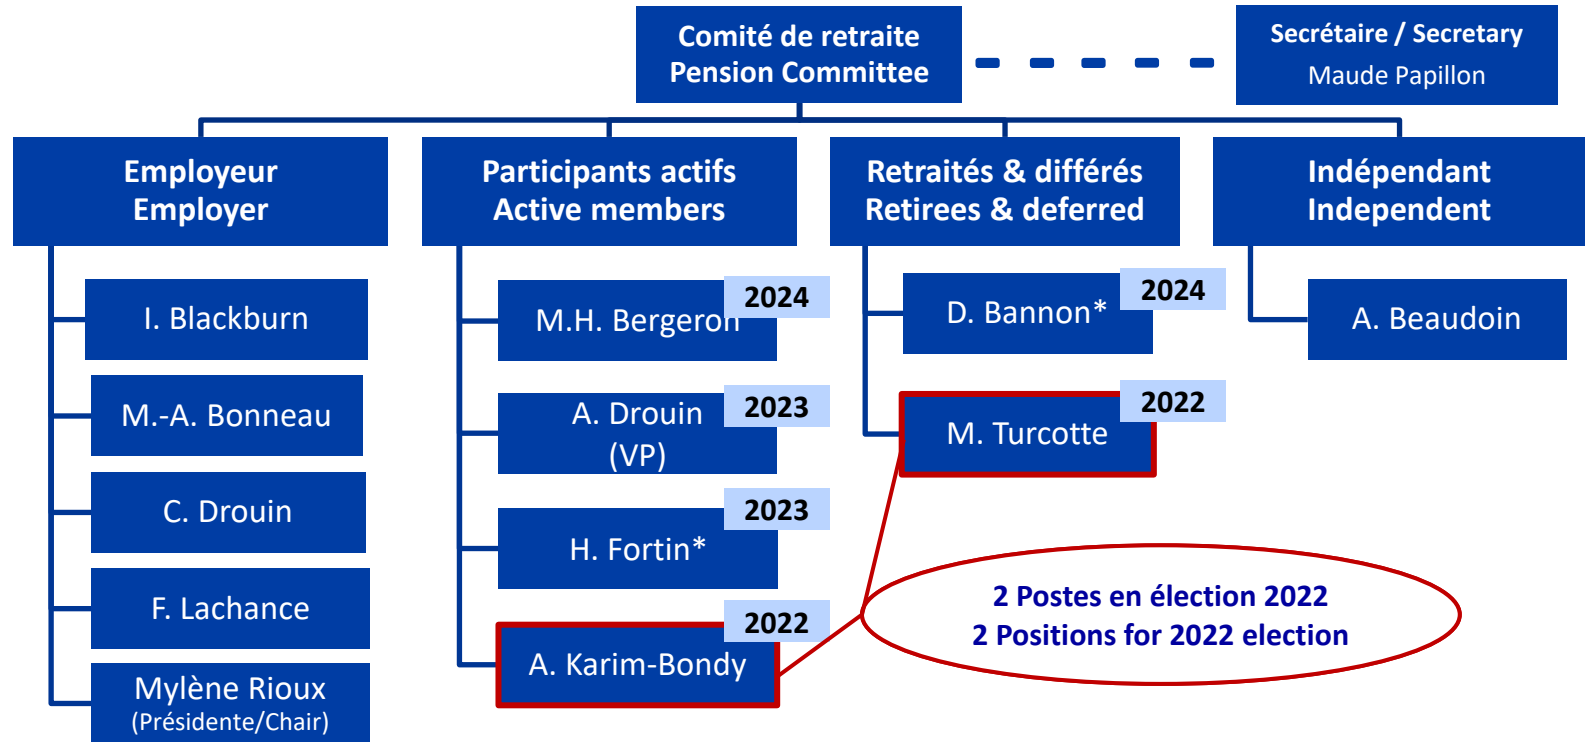 Comité de retraite
Pension Committee
Secrétaire / Secretary
Maude Papillon
Employeur
Employer
I. Blackburn
M.-A. Bonneau
C. Drouin
F. Lachance
Mylène Rioux
(Présidente/Chair)
Participants actifs
Active members
2024
M.H. Bergeron
2023
A. Drouin
(VP)
2023
H. Fortin*
2022
A. Karim-Bondy
Retraités & différés
Retirees & deferred
2024
D. Bannon*
2022
M. Turcotte
Indépendant
Independent
A. Beaudoin
2 Postes en élection 2022
2 Positions for 2022 election